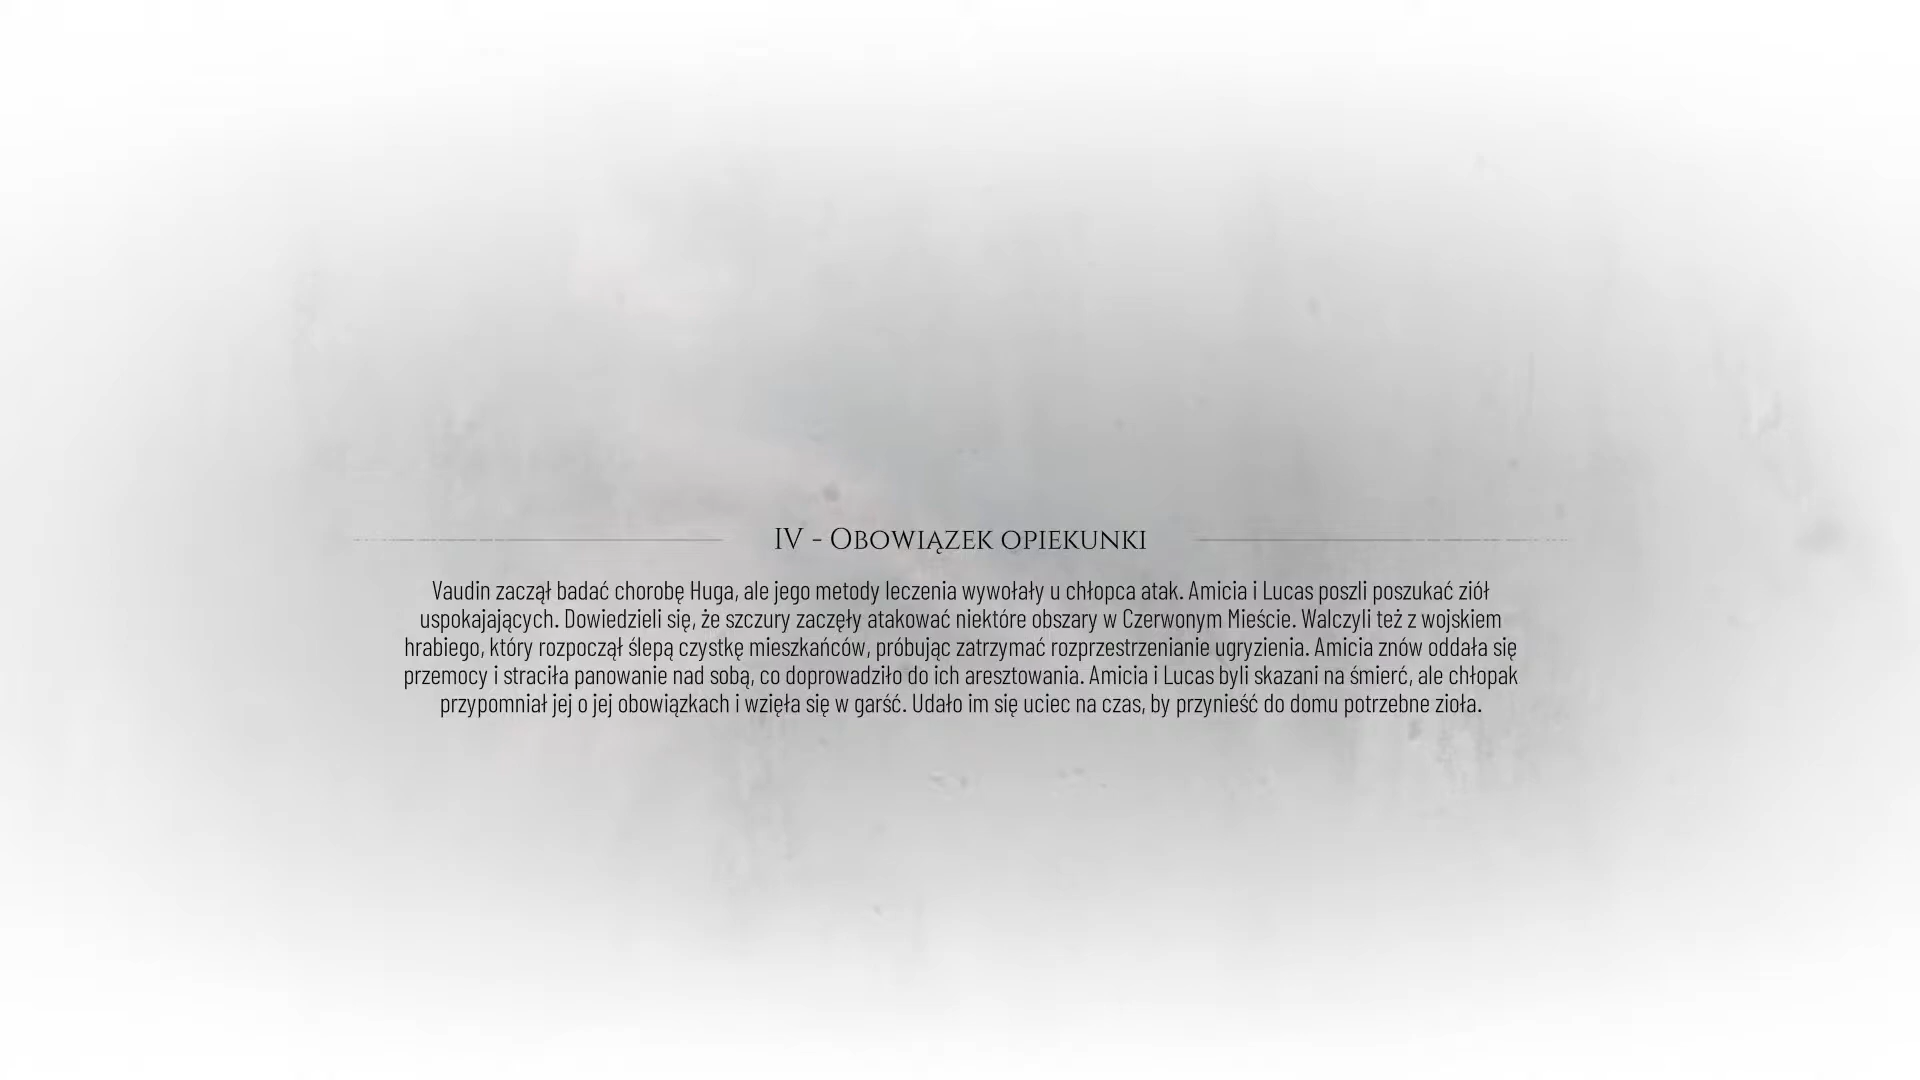 IV - Obowiązek opiekunki
Vaudin zaczął badać chorobę Huga, ale jego metody leczenia wywołały u chłopca atak. Amicia i Lucas poszli poszukać ziół
uspokajających. Dowiedzieli się, że szczury zaczęły atakować niektóre obszary w Czerwonym Mieście. Walczyli też z wojskiem
hrabiego, który rozpoczął ślepą czystkę mieszkańców, próbując zatrzymać rozprzestrzenianie ugryzienia. Amicia znów oddała się
przemocy i straciła panowanie nad sobą, co doprowadziło do ich aresztowania. Amicia i Lucas byli skazani na śmierć, ale chłopak
przypomniał jej o jej obowiązkach i wzięła się w garść. Udało im się uciec na czas, by przynieść do domu potrzebne zioła.